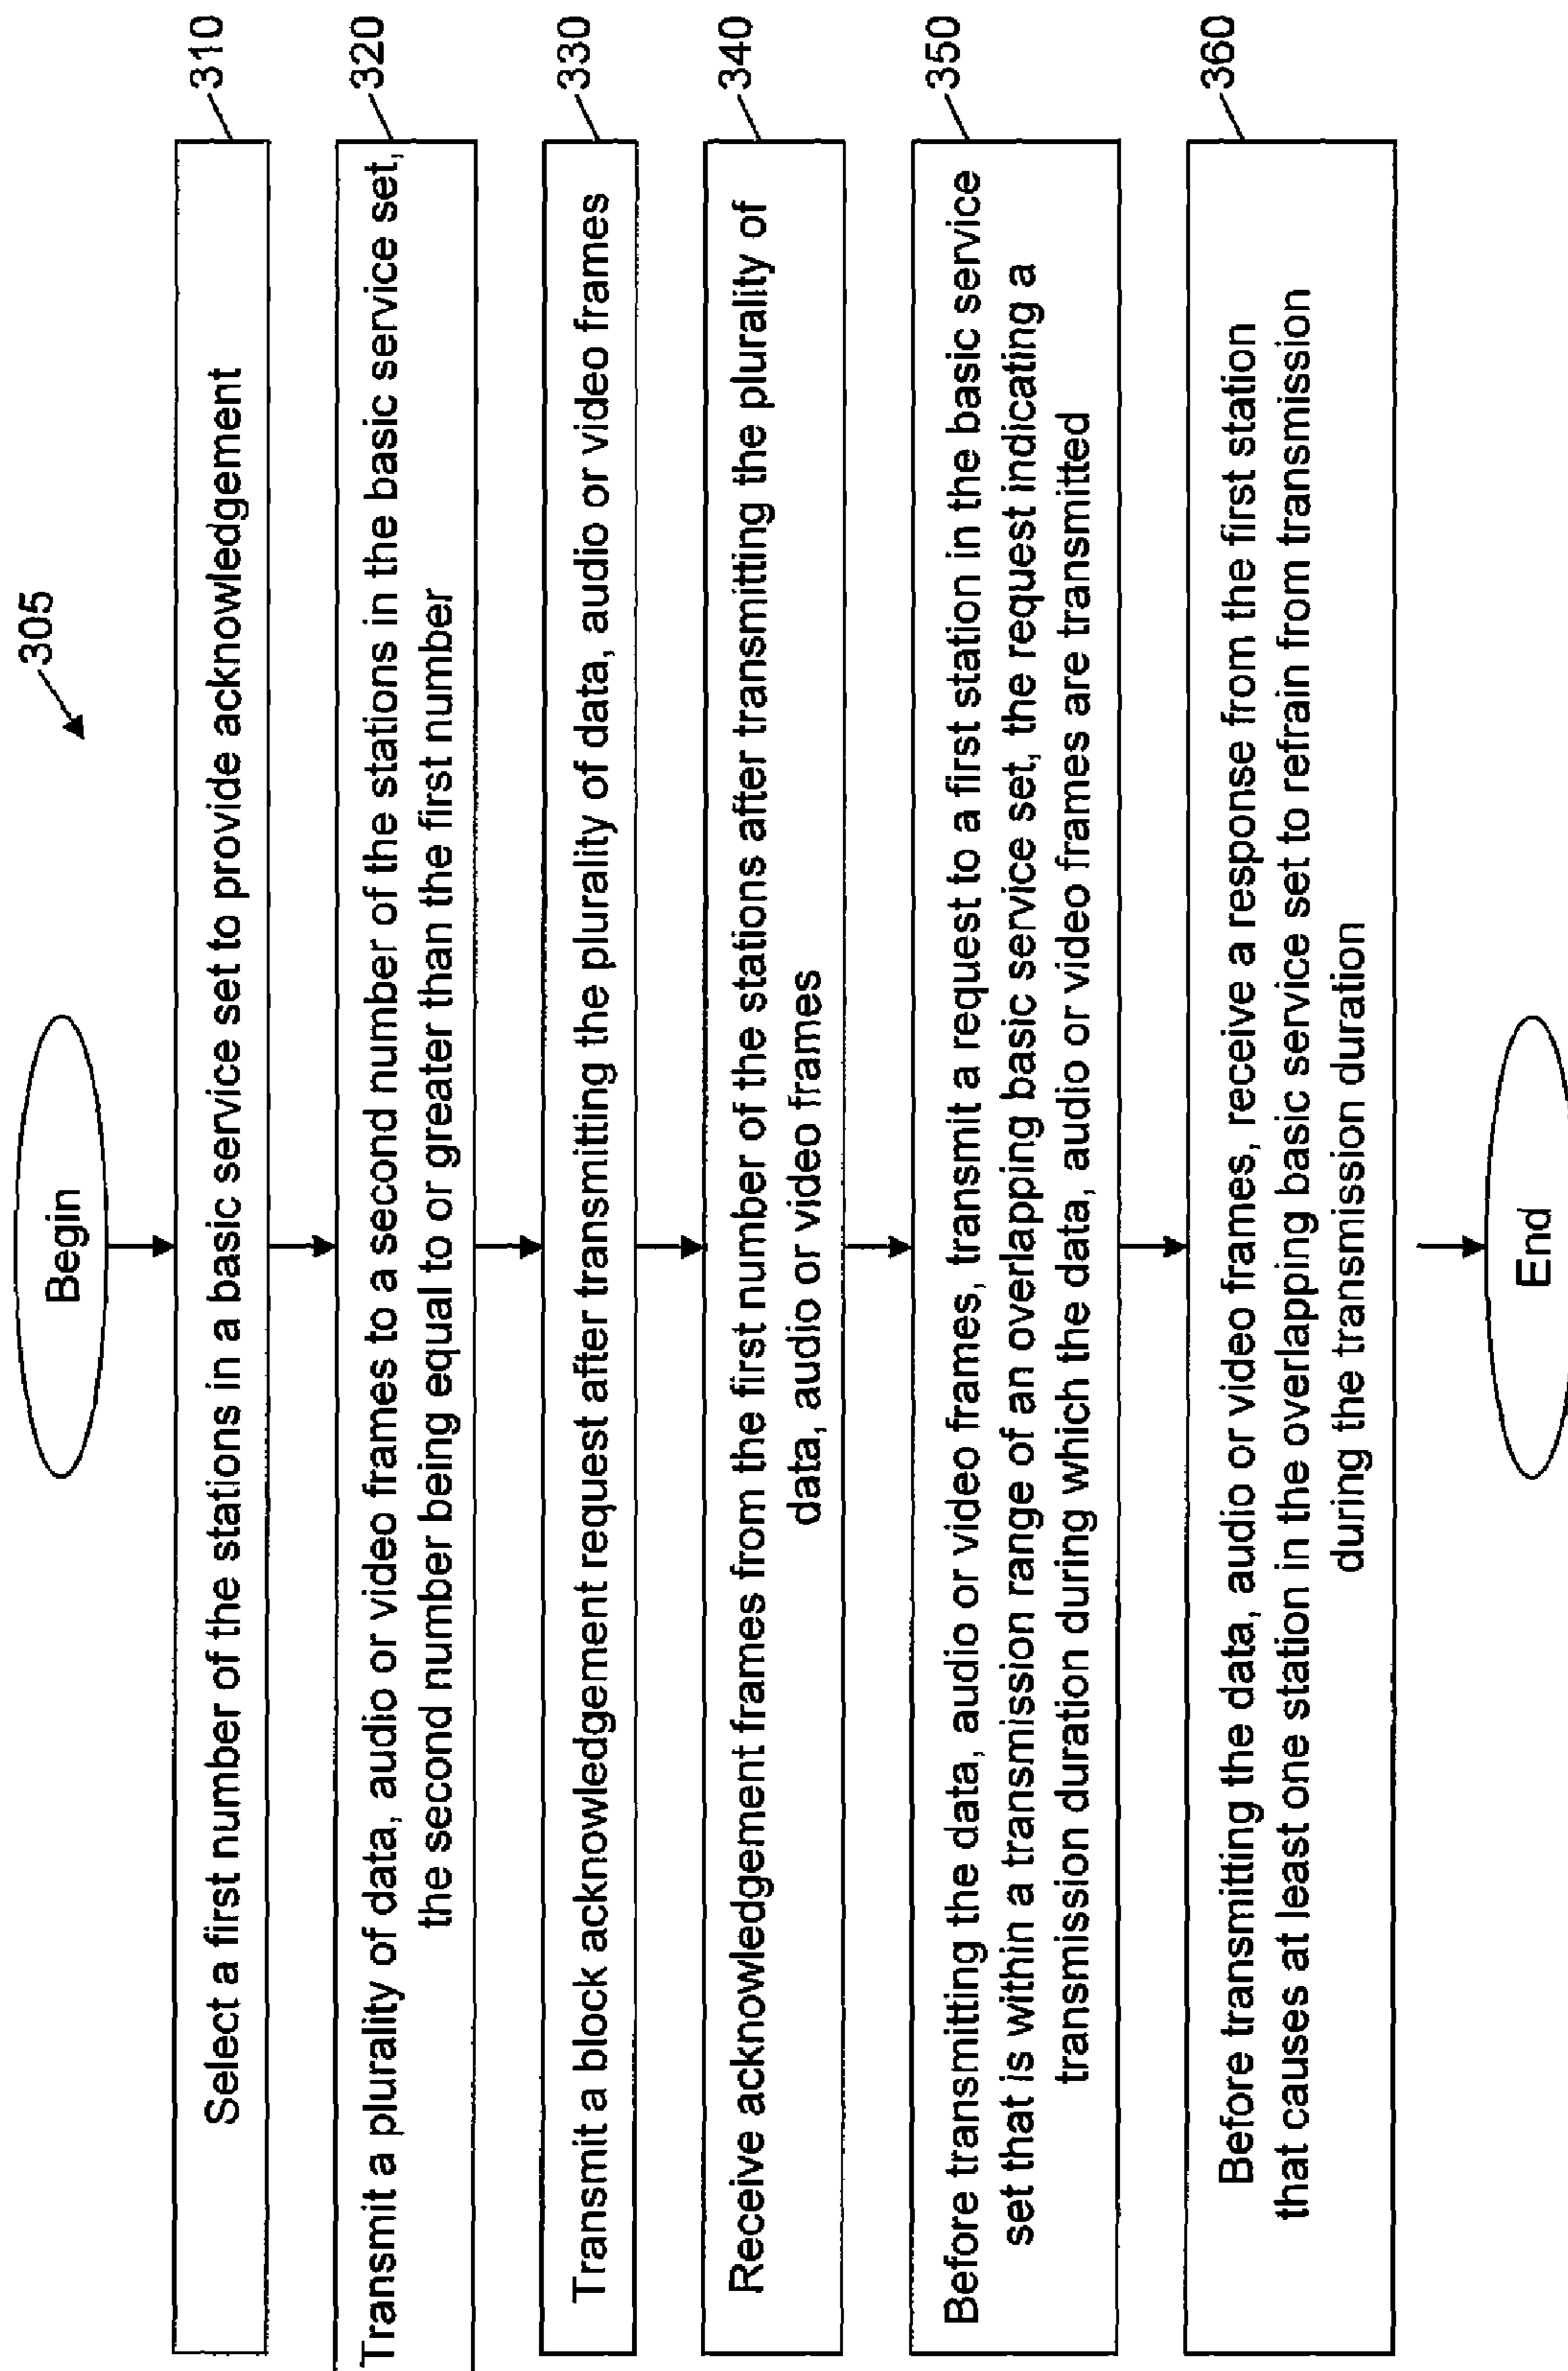 305
Begin
Select a first number of the stations in a basic service set to provide acknowledgement
310
Transmit a plurality of data, audio or video frames to a second number of the stations in the basic service set,
the second number being equal to or greater than the first number
320
Transmit a block acknowledgement request after transmitting the plurality of data, audio or video frames
330
Receive acknowledgement frames from the first number of the stations after transmitting the plurality of
data, audio or video frames
340
Before transmitting the data, audio or video frames, transmit a request to a first station in the basic service
set that is within a transmission range of an overlapping basic service set, the request indicating a
transmission duration during which the data, audio or video frames are transmitted
350
Before transmitting the data, audio or video frames, receive a response from the first station
that causes at least one station in the overlapping basic service set to refrain from transmission
during the transmission duration
360
End